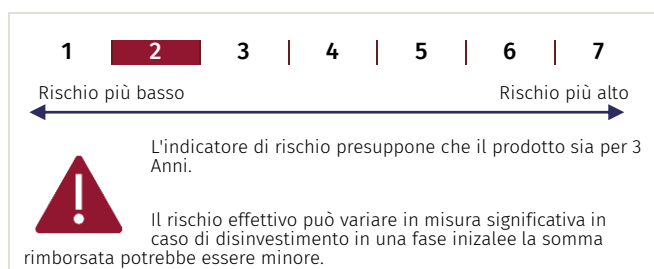 1 2 3 4 5 6 7
Rischio più basso Rischio più alto
L'indicatore di rischio presuppone che il prodotto sia per 3
Anni.
Il rischio effettivo può variare in misura significativa in
caso di disinvestimento in una fase inizalee la somma
rimborsata potrebbe essere minore.